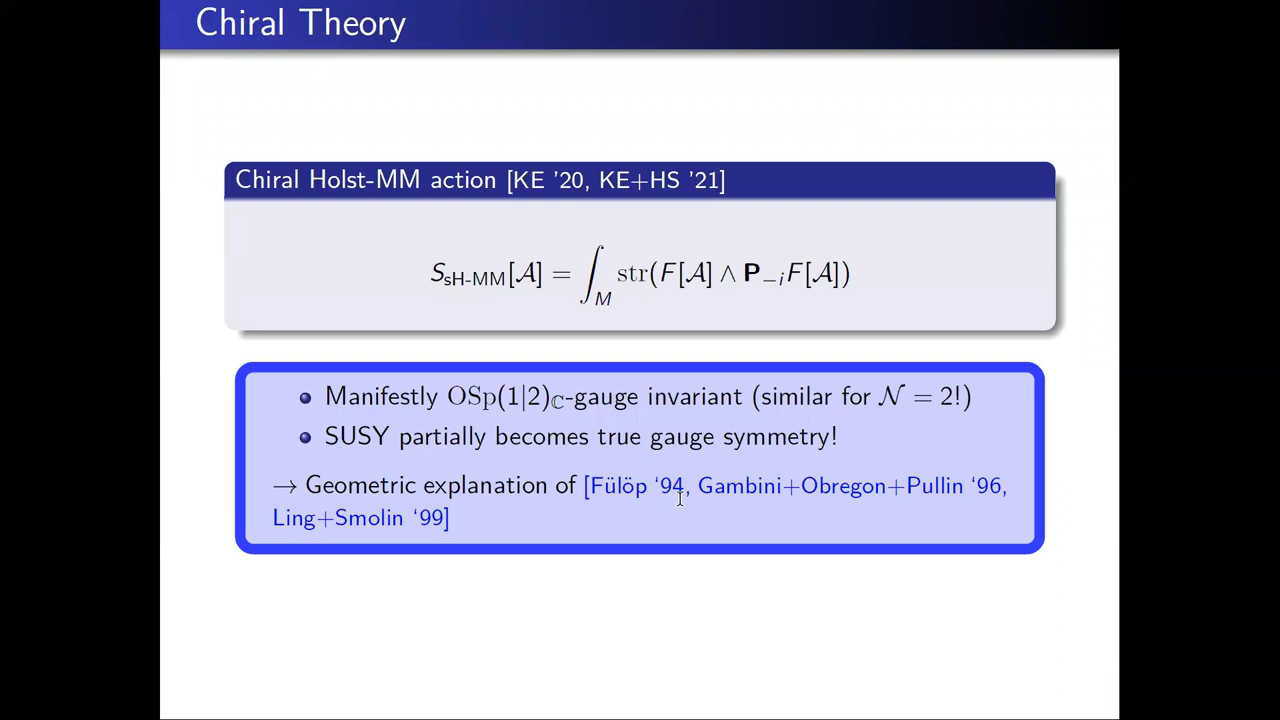 Chiral Theory
Chiral Holst-MM action [KE '20, KE+HS '21]
S_{sH-MM}[𝒜] = ∫_M str(F[𝒜] ∧ P_{−i}F[𝒜])
Manifestly OSp(1|2)_ℂ-gauge invariant (similar for 𝒩 = 2!)
SUSY partially becomes true gauge symmetry!
→ Geometric explanation of [Fülöp ‘94, Gambini+Obregon+Pullin ‘96,
Ling+Smolin ‘99]